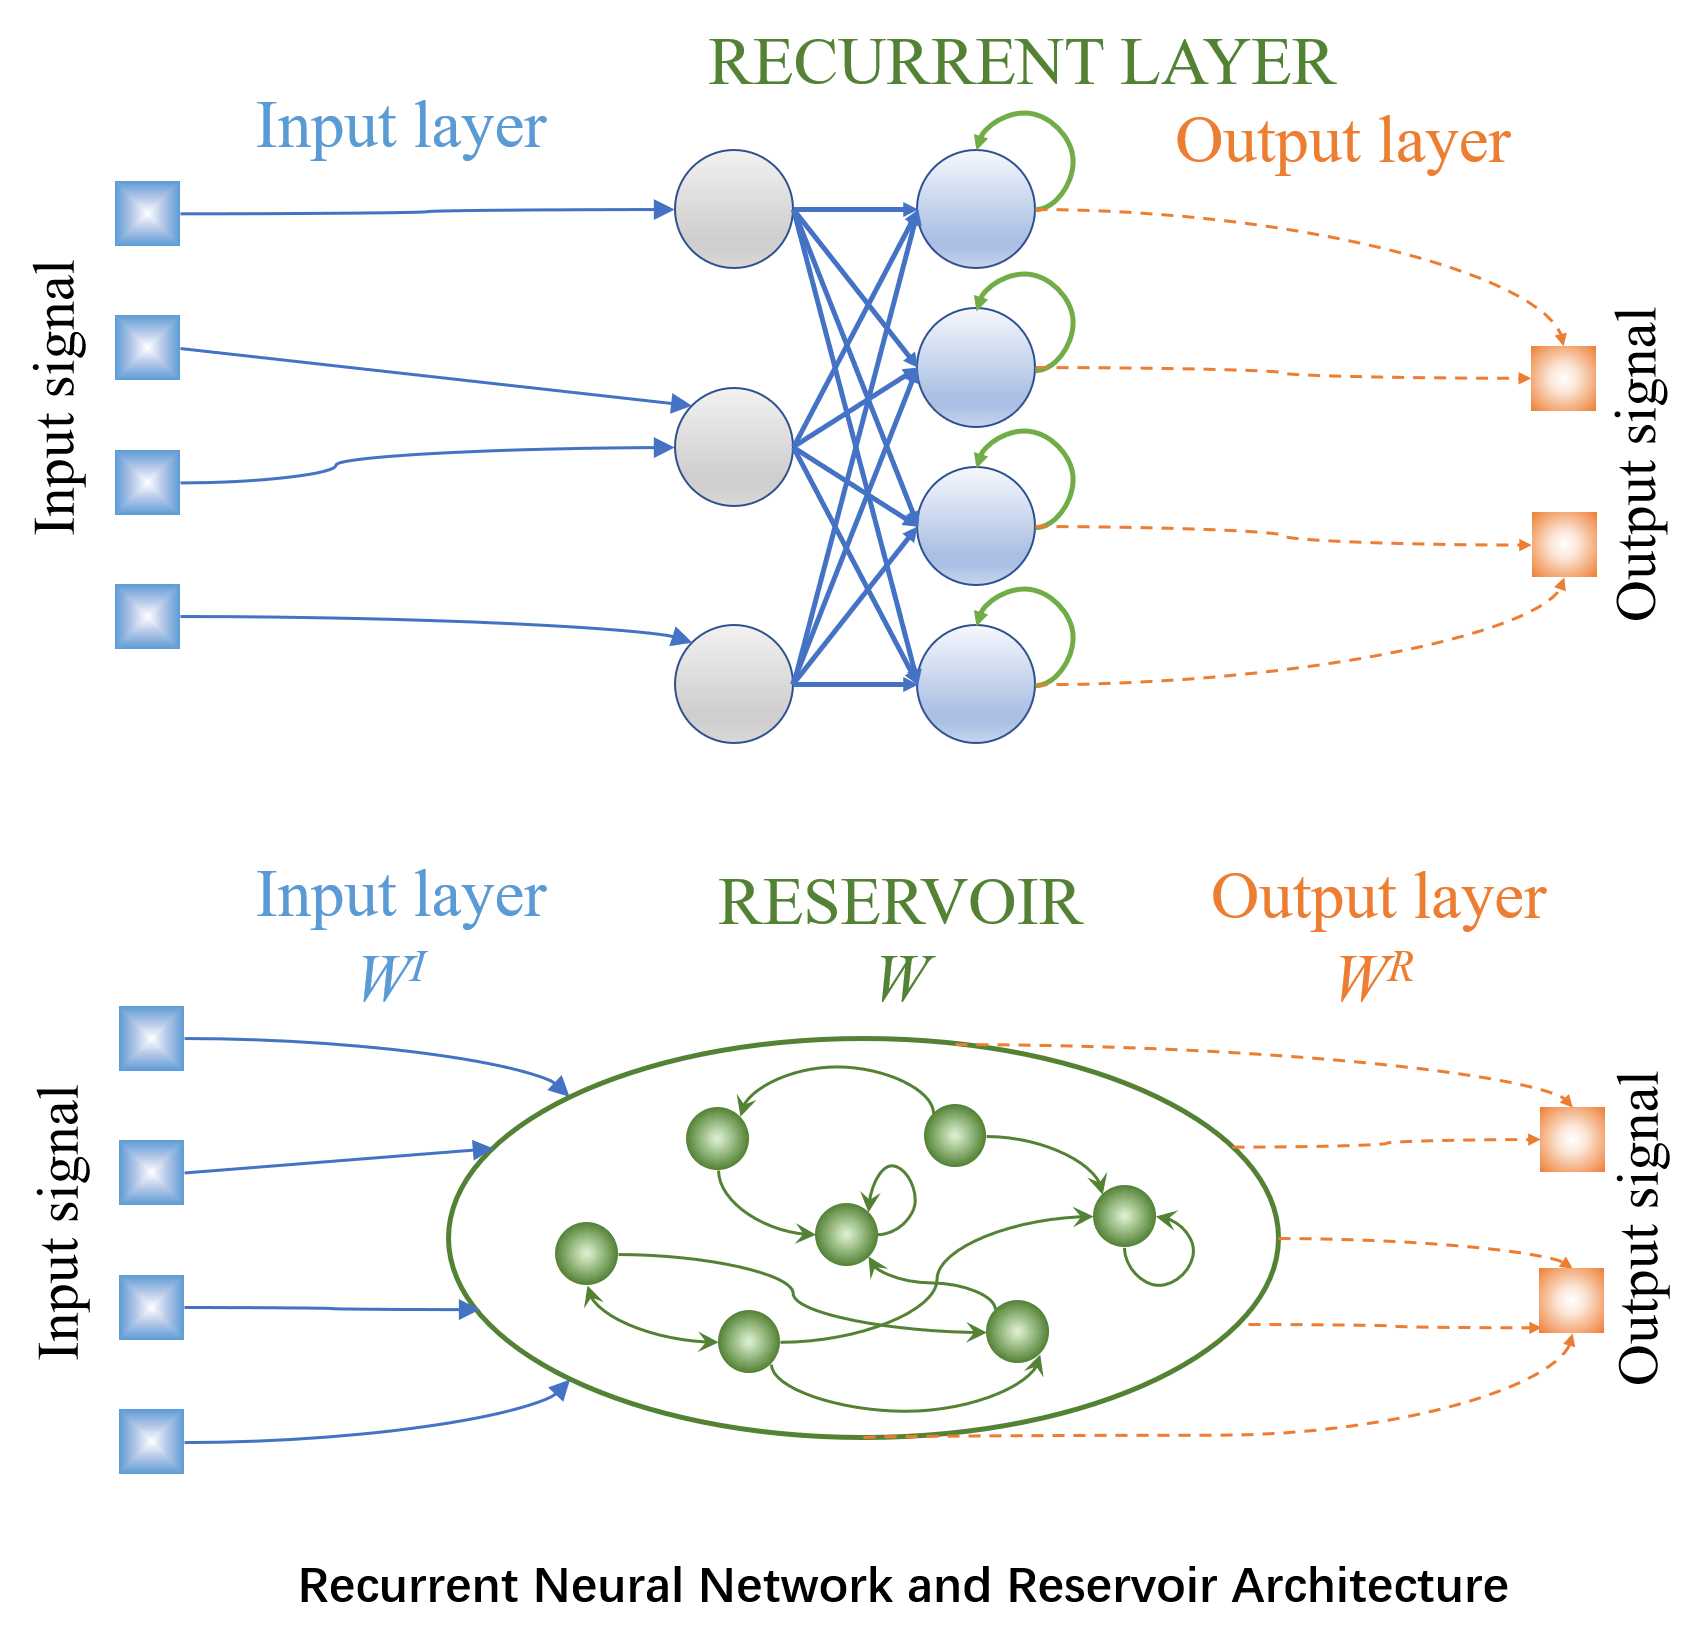 RECURRENT LAYER
Input layer
Output layer
Input signal
Output signal
Input layer
RESERVOIR
Output layer
W^I
W
W^R
Input signal
Output signal
Recurrent Neural Network and Reservoir Architecture